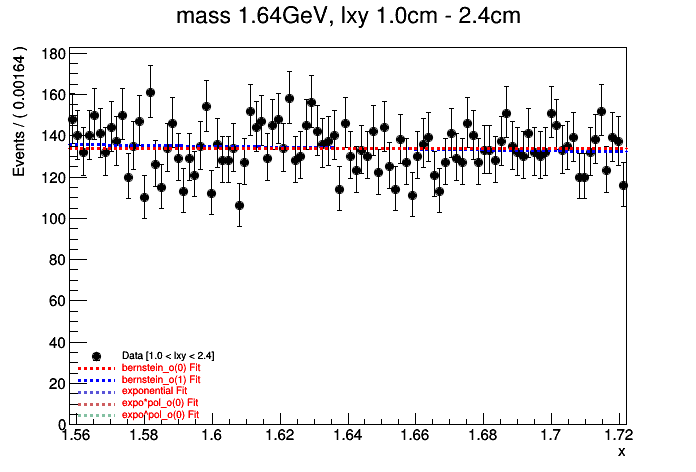 mass 1.64GeV, lxy 1.0cm - 2.4cm
Events / ( 0.00164 )
180
160
140
120
100
80
60
40
20
0
Data [1.0 < lxy < 2.4]
bernstein_o(0) Fit
bernstein_o(1) Fit
exponential Fit
expo*pol_o(0) Fit
expo^pol_o(0) Fit
1.56 1.58 1.6 1.62 1.64 1.66 1.68 1.7 1.72
x